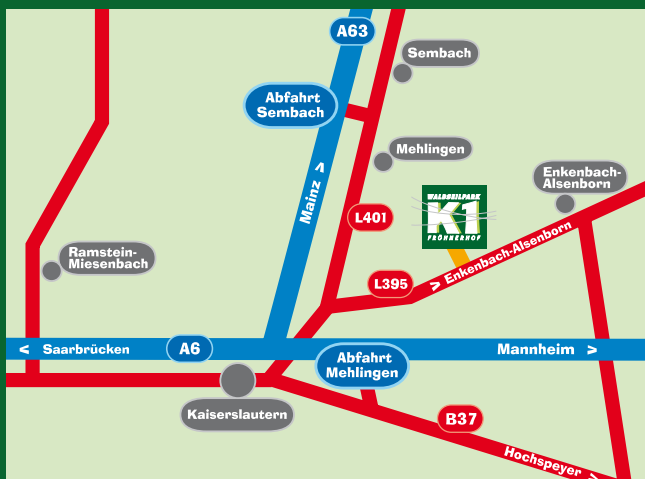 A63
Sembach
Abfahrt
Sembach
Mehlingen
Mainz >
Enkenbach-
Alsenborn
WALDSEILPARK
K1
FRÖHNERHOF
L401
Ramstein-
Miesenbach
> Enkenbach-Alsenborn
L395
< Saarbrücken
A6
Mannheim >
Abfahrt
Mehlingen
Kaiserslautern
B37
Hochspeyer >